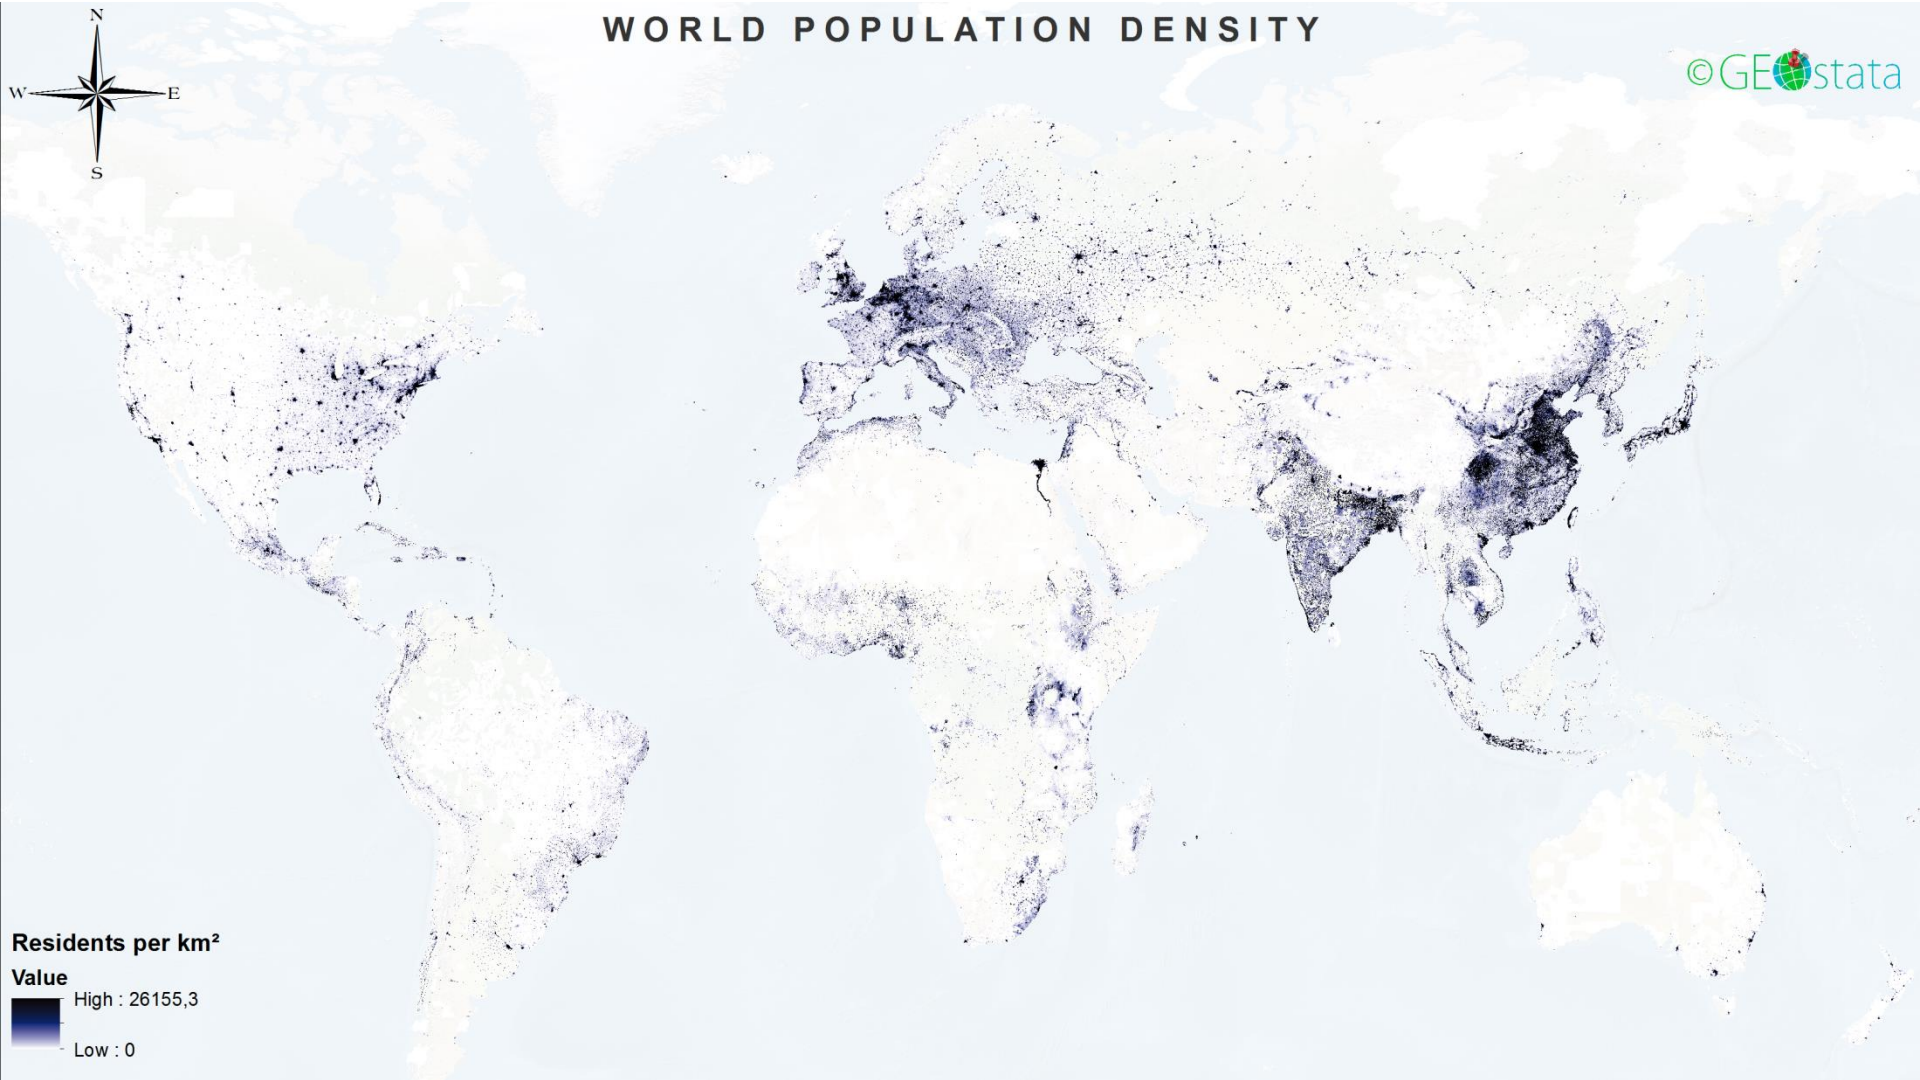 WORLD POPULATION DENSITY
N
W
E
S
© GEOstata
Residents per km²
Value
High : 26155,3
Low : 0